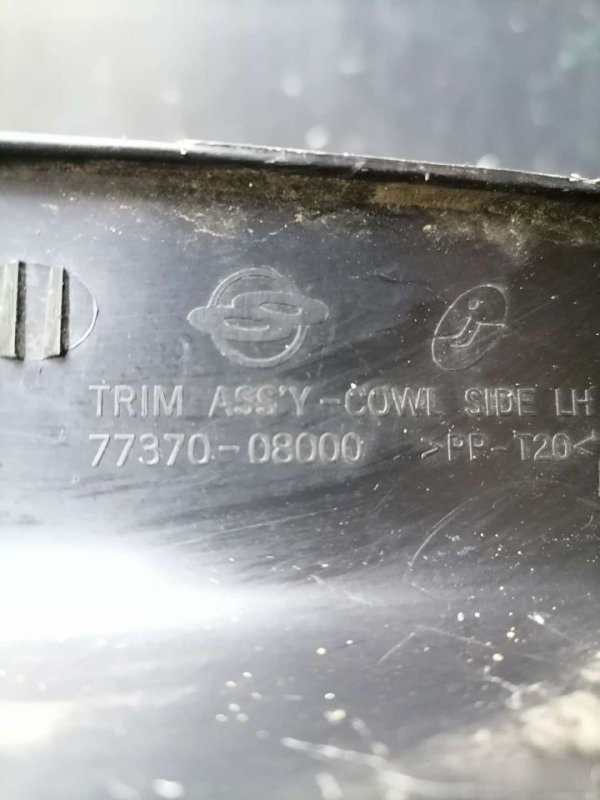 TRIM ASS'Y-COWL SIDE LH
77370-08000 >PP-T20<